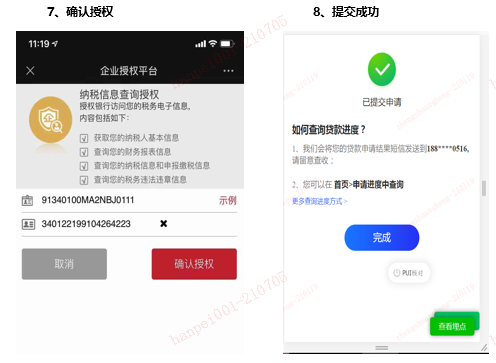 7、确认授权
8、提交成功
11:19
企业授权平台
纳税信息查询授权
授权银行访问您的税务电子信息,
内容包括如下:
获取您的纳税人基本信息
查询您的财务报表信息
查询您的纳税信息和申报缴税信息
查询您的税务违法违章信息
91340100MA2NBJ0111 示例
340122199104264223
取消
确认授权
已提交申请
如何查询贷款进度？
1、我们会将您的贷款申请结果短信发送到188****0516,
请留意查收；
2、您可以在 首页>申请进度中查询
更多查询进度方式 >
完成
查看埋点
hanpei001-210705
hanpei001-210705